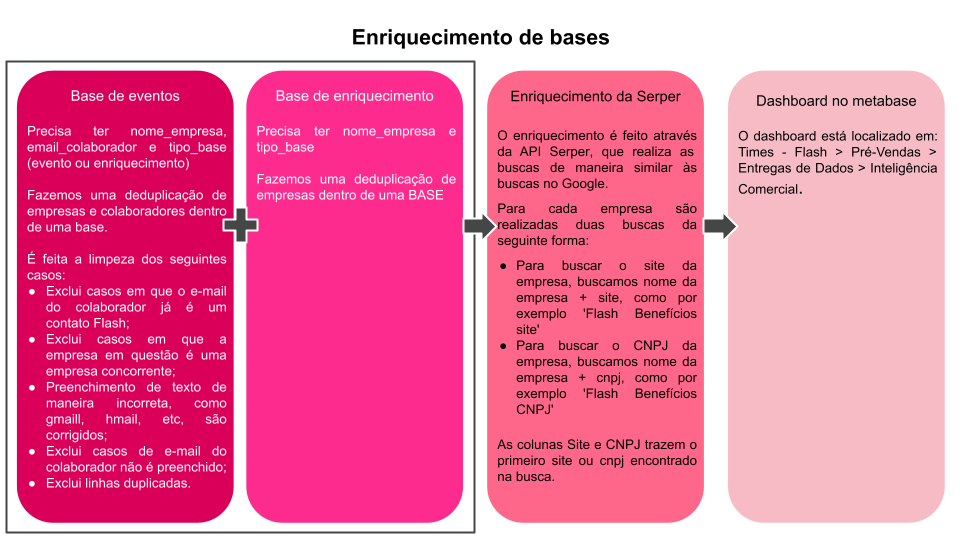 Enriquecimento de bases
Base de eventos
Precisa ter nome_empresa,
email_colaborador e tipo_base
(evento ou enriquecimento)
Fazemos uma deduplicação de
empresas e colaboradores dentro
de uma base.
É feita a limpeza dos seguintes
casos:
● Exclui casos em que o e-mail
do colaborador já é um
contato Flash;
● Exclui casos em que a
empresa em questão é uma
empresa concorrente;
● Preenchimento de texto de
maneira incorreta, como
gmaill, hmail, etc, são
corrigidos;
● Exclui casos de e-mail do
colaborador não é preenchido;
● Exclui linhas duplicadas.
Base de enriquecimento
Precisa ter nome_empresa e
tipo_base
Fazemos uma deduplicação de
empresas dentro de uma BASE
Enriquecimento da Serper
O enriquecimento é feito através
da API Serper, que realiza as
buscas de maneira similar às
buscas no Google.
Para cada empresa são
realizadas duas buscas da
seguinte forma:
● Para buscar o site da
empresa, buscamos nome da
empresa + site, como por
exemplo 'Flash Benefícios
site'
● Para buscar o CNPJ da
empresa, buscamos nome da
empresa + cnpj, como por
exemplo 'Flash Benefícios
CNPJ'
As colunas Site e CNPJ trazem o
primeiro site ou cnpj encontrado
na busca.
Dashboard no metabase
O dashboard está localizado em:
Times - Flash > Pré-Vendas >
Entregas de Dados > Inteligência
Comercial.